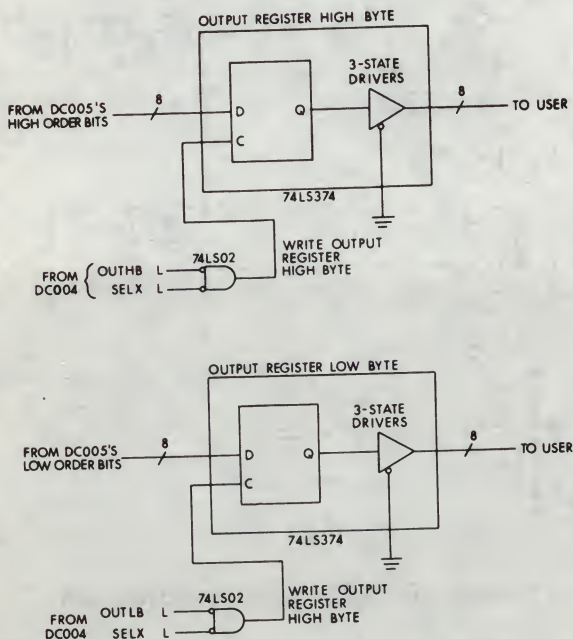 OUTPUT REGISTER HIGH BYTE
3-STATE
DRIVERS
FROM DC005'S
HIGH ORDER BITS
8
D
Q
C
8
TO USER
74LS374
74LS02
WRITE OUTPUT
REGISTER
HIGH BYTE
FROM
DC004
OUTHB L
SELX L
OUTPUT REGISTER LOW BYTE
3-STATE
DRIVERS
FROM DC005'S
LOW ORDER BITS
8
D
Q
C
8
TO USER
74LS374
74LS02
WRITE OUTPUT
REGISTER
HIGH BYTE
FROM
DC004
OUTLB L
SELX L